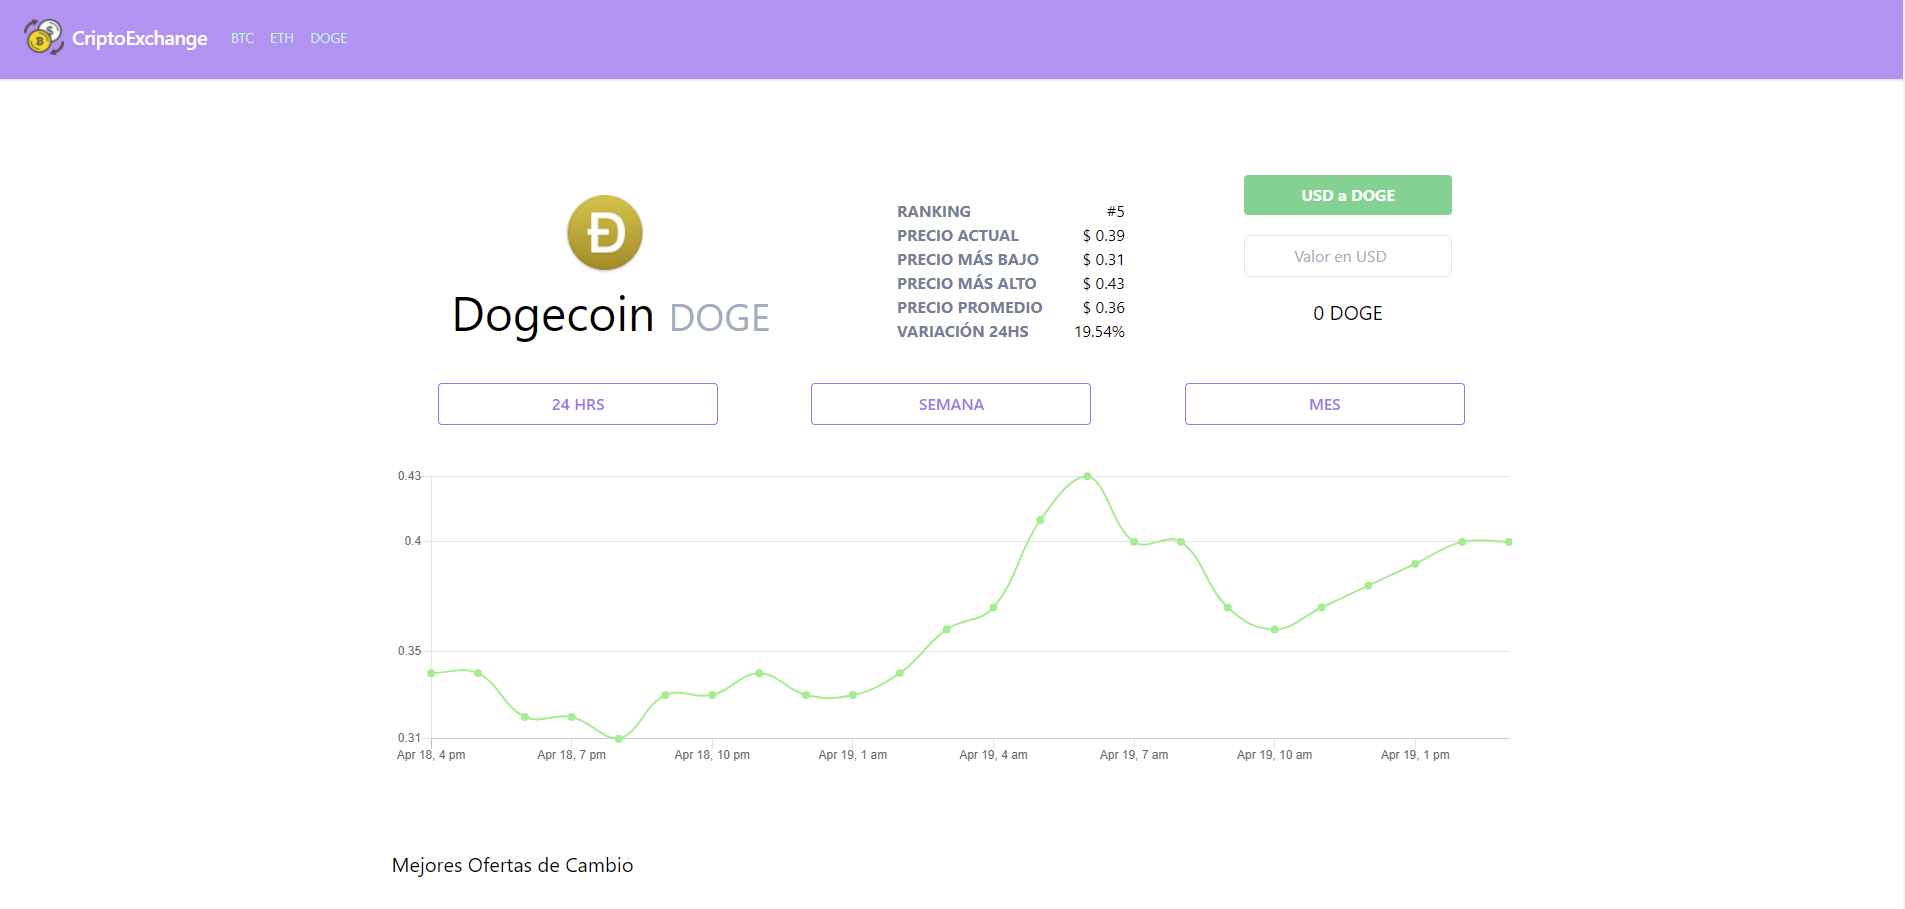 CriptoExchange BTC ETH DOGE
Dogecoin DOGE
RANKING #5
PRECIO ACTUAL $ 0.39
PRECIO MÁS BAJO $ 0.31
PRECIO MÁS ALTO $ 0.43
PRECIO PROMEDIO $ 0.36
VARIACIÓN 24HS 19.54%
USD a DOGE
Valor en USD
0 DOGE
24 HRS SEMANA MES
0.43
0.4
0.35
0.31
Apr 18, 4 pm Apr 18, 7 pm Apr 18, 10 pm Apr 19, 1 am Apr 19, 4 am Apr 19, 7 am Apr 19, 10 am Apr 19, 1 pm
Mejores Ofertas de Cambio